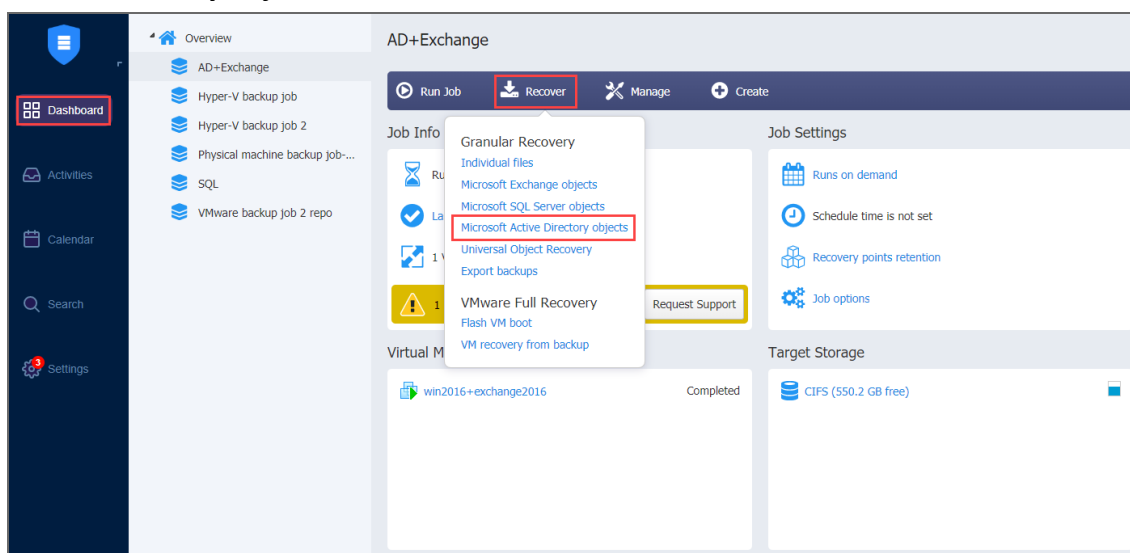 Overview
AD+Exchange
Hyper-V backup job
Hyper-V backup job 2
Physical machine backup job-...
SQL
VMware backup job 2 repo
Dashboard
Activities
Calendar
Search
3
Settings
AD+Exchange
Run Job
Recover
Manage
Create
Job Info
Ru
La
1 V
1
Request Support
Granular Recovery
Individual files
Microsoft Exchange objects
Microsoft SQL Server objects
Microsoft Active Directory objects
Universal Object Recovery
Export backups
VMware Full Recovery
Flash VM boot
VM recovery from backup
Job Settings
Runs on demand
Schedule time is not set
Recovery points retention
Job options
Virtual M
win2016+exchange2016
Completed
Target Storage
CIFS (550.2 GB free)